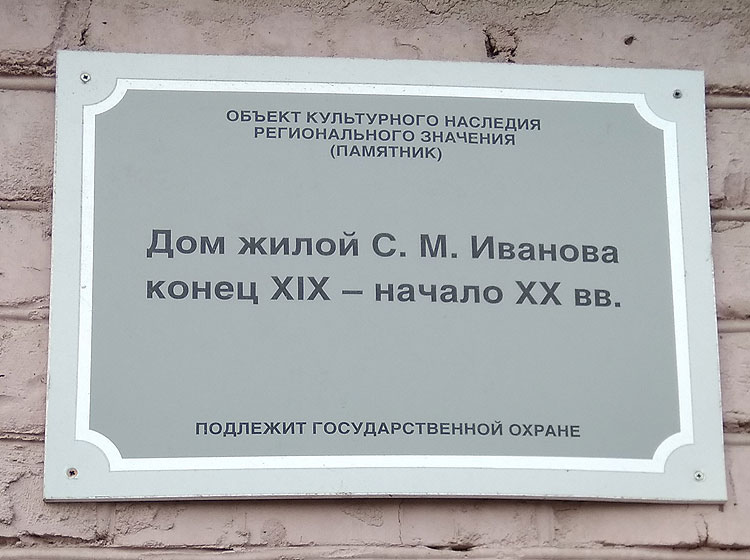 ОБЪЕКТ КУЛЬТУРНОГО НАСЛЕДИЯ
РЕГИОНАЛЬНОГО ЗНАЧЕНИЯ
(ПАМЯТНИК)
Дом жилой С. М. Иванова
конец XIX – начало XX вв.
ПОДЛЕЖИТ ГОСУДАРСТВЕННОЙ ОХРАНЕ